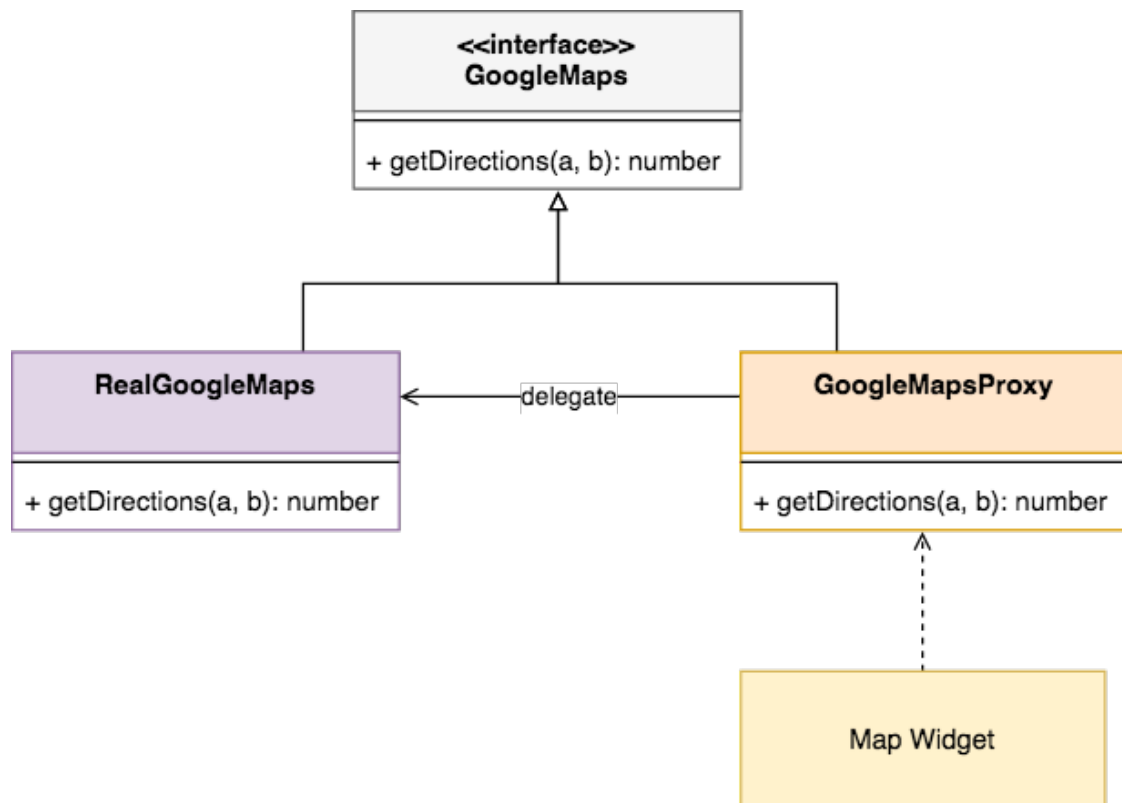 <<interface>>
GoogleMaps
+ getDirections(a, b): number
RealGoogleMaps
+ getDirections(a, b): number
delegate
GoogleMapsProxy
+ getDirections(a, b): number
Map Widget